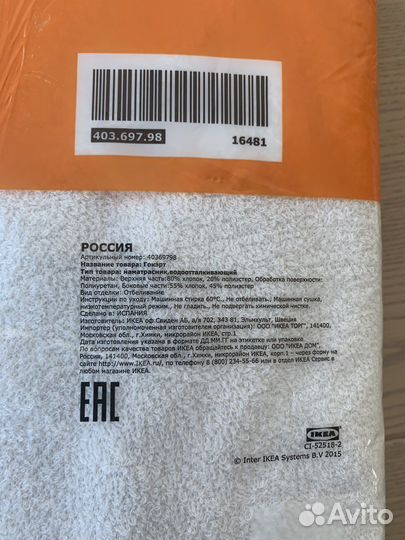 403.697.98
16481
РОССИЯ
Артикульный номер: 40369798
Название товара: Гокэрт
Тип товара: наматрасник,водоотталкивающий
Материалы: Верхняя часть:80% хлопок, 20% полиэстер, Обработка поверхности:
Полиуретан, Боковые части:55% хлопок, 45% полиэстер
Вид отделки: Отбеливание
Инструкции по уходу: Машинная стирка 60°С., Не отбеливать., Машинная сушка,
низкотемпературный режим., Не гладить., Не подвергать химической чистке.
Сделано в: ИСПАНИЯ
Изготовитель: ИКЕА оф Свиден АБ, а/я 702, 343 81, Эльмхульт, Швеция
Импортер (уполномоченная изготовителем организация): ООО "ИКЕА ТОРГ", 141400,
Московская обл., г.Химки, микрорайон ИКЕА, стр.1
Дата изготовления указана в формате ДД.ММ.ГГ на этикетке или упаковке.
По вопросам качества товаров ИКЕА обращайтесь к продавцу: ООО "ИКЕА ДОМ",
Россия, 141400, Московская обл., г.Химки, микрорайон ИКЕА, корп.1 – через форму на
сайте http://www.IKEA.ru/, по телефону 8 (800) 234-55-66 или в отдел ИКЕА Сервис в
любом магазине ИКЕА.
EAC
IKEA
CI-52518-2
© Inter IKEA Systems B.V 2015
Avito